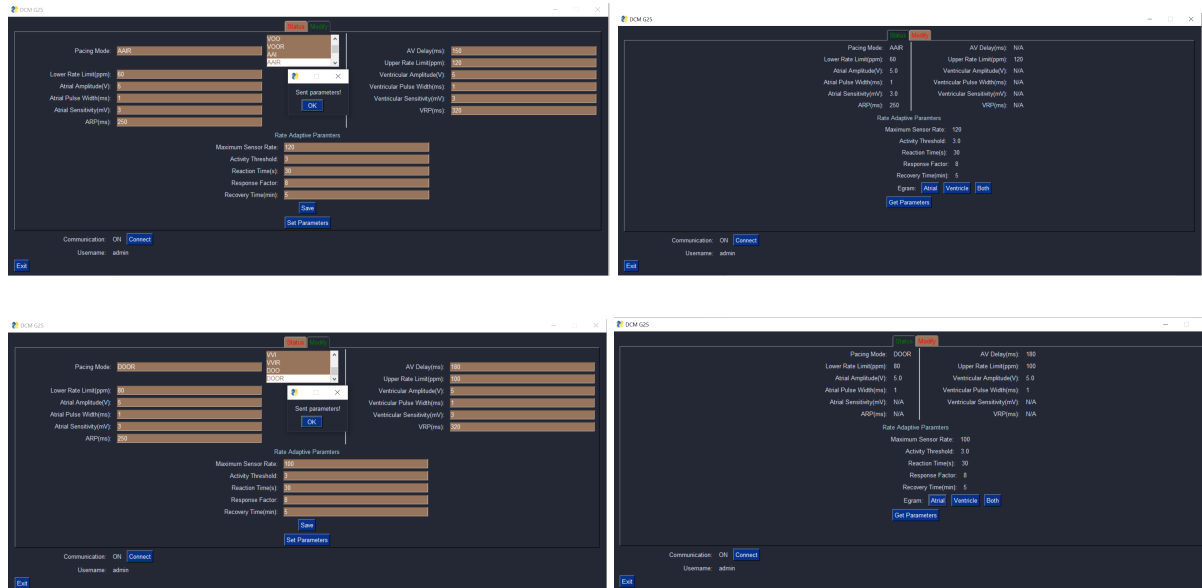 DCM G25
Status Modify
Pacing Mode: AAIR
VOO
VOOR
AAI
AAIR
AV Delay(ms): 150
Lower Rate Limit(ppm): 60
Upper Rate Limit(ppm): 120
Atrial Amplitude(V): 5
Ventricular Amplitude(V): 5
Atrial Pulse Width(ms): 1
Ventricular Pulse Width(ms): 1
Atrial Sensitivity(mV): 3
Ventricular Sensitivity(mV): 3
ARP(ms): 250
VRP(ms): 320
Sent parameters!
OK
Rate Adaptive Paramters
Maximum Sensor Rate: 120
Activity Threshold: 3
Reaction Time(s): 30
Response Factor: 8
Recovery Time(min): 5
Save
Set Parameters
Communication: ON Connect
Username: admin
Exit
DCM G25
Status Modify
Pacing Mode: AAIR AV Delay(ms): N/A
Lower Rate Limit(ppm): 60 Upper Rate Limit(ppm): 120
Atrial Amplitude(V): 5.0 Ventricular Amplitude(V): N/A
Atrial Pulse Width(ms): 1 Ventricular Pulse Width(ms): N/A
Atrial Sensitivity(mV): 3.0 Ventricular Sensitivity(mV): N/A
ARP(ms): 250 VRP(ms): N/A
Rate Adaptive Paramters
Maximum Sensor Rate: 120
Activity Threshold: 3.0
Reaction Time(s): 30
Response Factor: 8
Recovery Time(min): 5
Egram: Atrial Ventricle Both
Get Parameters
Communication: ON Connect
Username: admin
Exit
DCM G25
Status Modify
Pacing Mode: DOOR
VVI
VVIR
DOO
DOOR
AV Delay(ms): 180
Lower Rate Limit(ppm): 80
Upper Rate Limit(ppm): 100
Atrial Amplitude(V): 5
Ventricular Amplitude(V): 5
Atrial Pulse Width(ms): 1
Ventricular Pulse Width(ms): 1
Atrial Sensitivity(mV): 3
Ventricular Sensitivity(mV): 3
ARP(ms): 250
VRP(ms): 320
Sent parameters!
OK
Rate Adaptive Paramters
Maximum Sensor Rate: 100
Activity Threshold: 3
Reaction Time(s): 30
Response Factor: 8
Recovery Time(min): 5
Save
Set Parameters
Communication: ON Connect
Username: admin
Exit
DCM G25
Status Modify
Pacing Mode: DOOR AV Delay(ms): 180
Lower Rate Limit(ppm): 80 Upper Rate Limit(ppm): 100
Atrial Amplitude(V): 5.0 Ventricular Amplitude(V): 5.0
Atrial Pulse Width(ms): 1 Ventricular Pulse Width(ms): 1
Atrial Sensitivity(mV): N/A Ventricular Sensitivity(mV): N/A
ARP(ms): N/A VRP(ms): N/A
Rate Adaptive Paramters
Maximum Sensor Rate: 100
Activity Threshold: 3.0
Reaction Time(s): 30
Response Factor: 8
Recovery Time(min): 5
Egram: Atrial Ventricle Both
Get Parameters
Communication: ON Connect
Username: admin
Exit